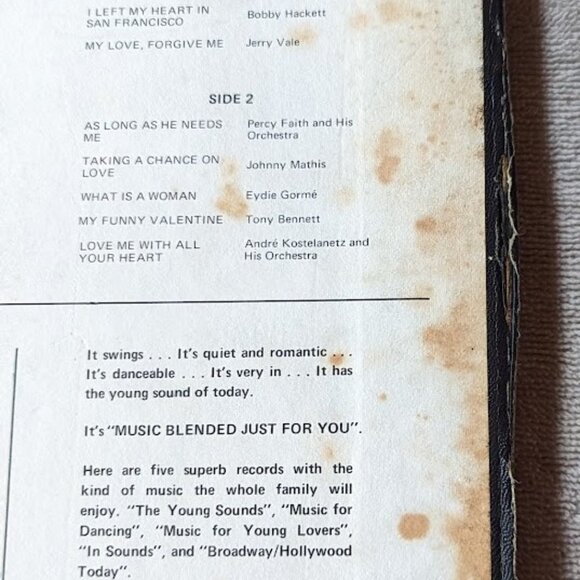 I LEFT MY HEART IN Bobby Hackett
SAN FRANCISCO
MY LOVE, FORGIVE ME Jerry Vale
SIDE 2
AS LONG AS HE NEEDS Percy Faith and His
ME Orchestra
TAKING A CHANCE ON Johnny Mathis
LOVE
WHAT IS A WOMAN Eydie Gormé
MY FUNNY VALENTINE Tony Bennett
LOVE ME WITH ALL André Kostelanetz and
YOUR HEART His Orchestra
It swings . . . It's quiet and romantic . . .
It's danceable . . . It's very in . . . It has
the young sound of today.
It's "MUSIC BLENDED JUST FOR YOU".
Here are five superb records with the
kind of music the whole family will
enjoy. "The Young Sounds", "Music for
Dancing", "Music for Young Lovers",
"In Sounds", and "Broadway/Hollywood
Today".